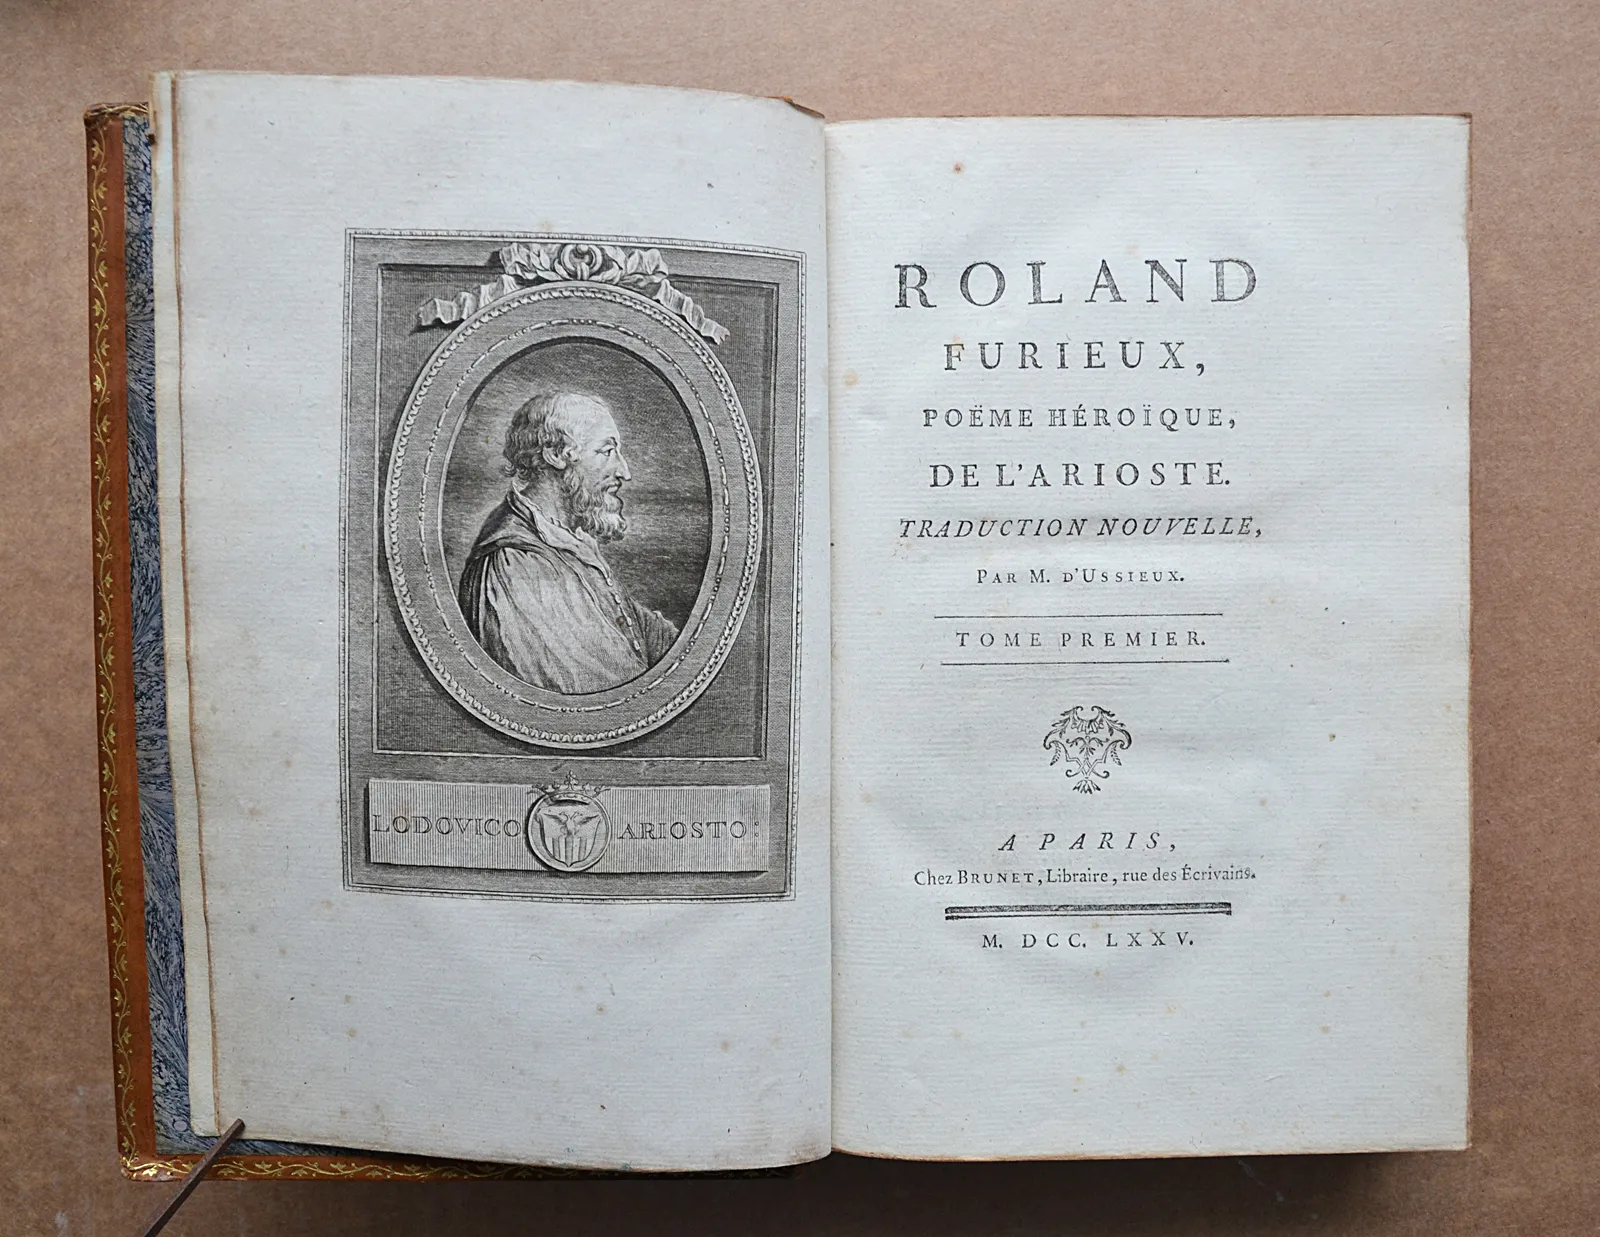 LODOVICO ARIOSTO:
ROLAND
FURIEUX,
POËME HÉROÏQUE,
DE L'ARIOSTE.
TRADUCTION NOUVELLE,
PAR M. D'USSIEUX.
TOME PREMIER.
A PARIS,
Chez BRUNET, Libraire, rue des Écrivains.
M. DCC. LXXV.